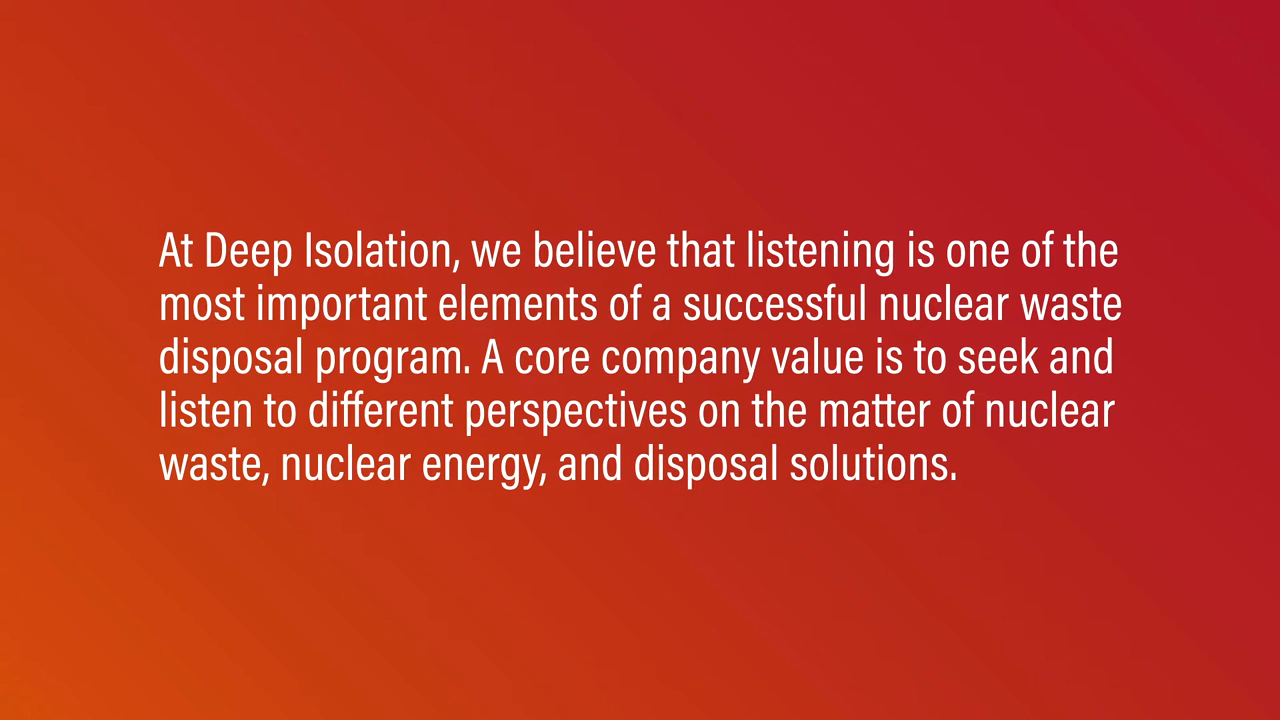 At Deep Isolation, we believe that listening is one of the
most important elements of a successful nuclear waste
disposal program. A core company value is to seek and
listen to different perspectives on the matter of nuclear
waste, nuclear energy, and disposal solutions.